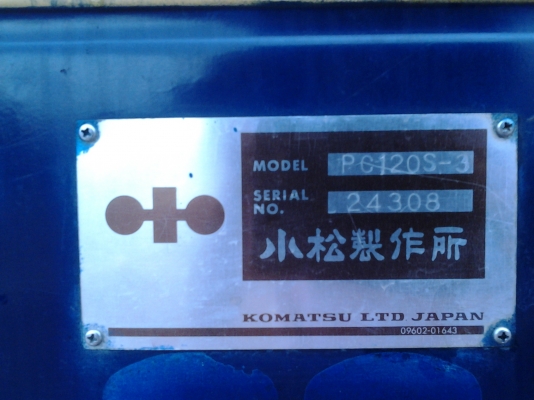 MODEL PC120S-3
SERIAL NO. 24308
小松製作所
KOMATSU LTD JAPAN
09602-01643